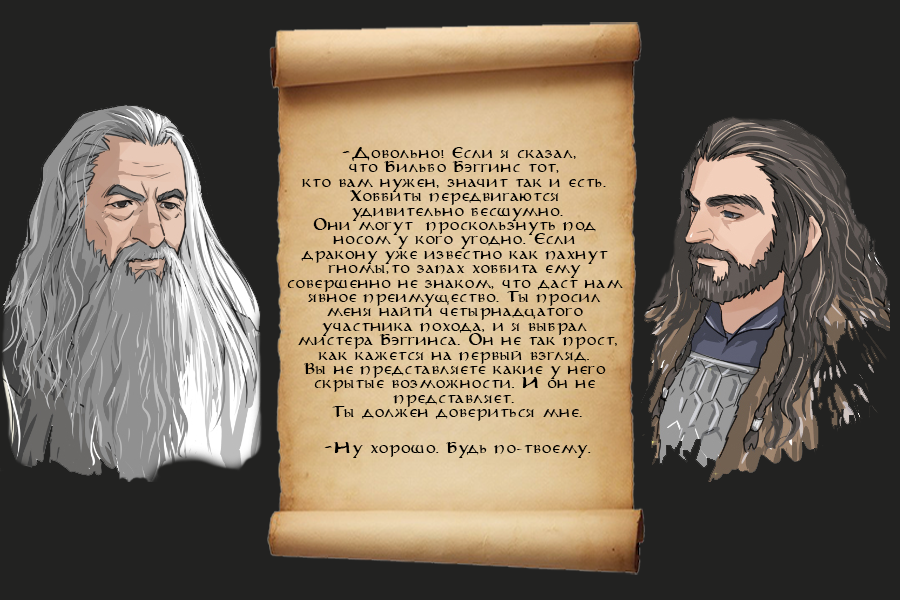 -Довольно! Если я сказал,
что Бильбо Бэггинс тот,
кто вам нужен, значит так и есть.
Хоббиты передвигаются
удивительно бесшумно.
Они могут проскользнуть под
носом у кого угодно. Если
дракону уже известно как пахнут
гномы,то запах хоббита ему
совершенно не знаком, что даст нам
явное преимущество. Ты просил
меня найти четырнадцатого
участника похода, и я выбрал
мистера Бэггинса. Он не так прост,
как кажется на первый взгляд.
Вы не представляете какие у него
скрытые возможности. И он не
представляет.
Ты должен довериться мне.
-Ну хорошо. Будь по-твоему.